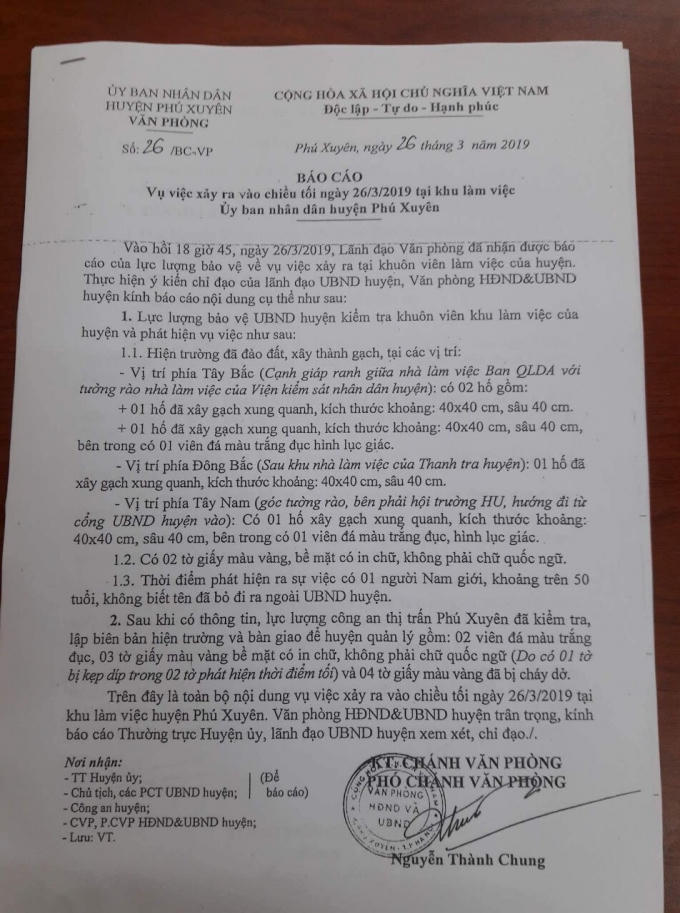 ỦY BAN NHÂN DÂN
HUYỆN PHÚ XUYÊN
VĂN PHÒNG
Số: 26 /BC-VP
CỘNG HÒA XÃ HỘI CHỦ NGHĨA VIỆT NAM
Độc lập - Tự do - Hạnh phúc
Phú Xuyên, ngày 26 tháng 3 năm 2019
BÁO CÁO
Vụ việc xảy ra vào chiều tối ngày 26/3/2019 tại khu làm việc
Ủy ban nhân dân huyện Phú Xuyên
Vào hồi 18 giờ 45, ngày 26/3/2019, Lãnh đạo Văn phòng đã nhận được báo
cáo của lực lượng bảo vệ về vụ việc xảy ra tại khuôn viên làm việc của huyện.
Thực hiện ý kiến chỉ đạo của lãnh đạo UBND huyện, Văn phòng HĐND&UBND
huyện kính báo cáo nội dung cụ thể như sau:
1. Lực lượng bảo vệ UBND huyện kiểm tra khuôn viên khu làm việc của
huyện và phát hiện vụ việc như sau:
1.1. Hiện trường đã đào đất, xây thành gạch, tại các vị trí:
- Vị trí phía Tây Bắc (Cạnh giáp ranh giữa nhà làm việc Ban QLDA với
tường rào nhà làm việc của Viện kiểm sát nhân dân huyện): có 02 hố gồm:
+ 01 hố đã xây gạch xung quanh, kích thước khoảng: 40x40 cm, sâu 40 cm.
+ 01 hố đã xây gạch xung quanh, kích thước khoảng: 40x40 cm, sâu 40 cm,
bên trong có 01 viên đá màu trắng đục hình lục giác.
- Vị trí phía Đông Bắc (Sau khu nhà làm việc của Thanh tra huyện): 01 hố đã
xây gạch xung quanh, kích thước khoảng: 40x40 cm, sâu 40 cm.
- Vị trí phía Tây Nam (góc tường rào, bên phải hội trường HU, hướng đi từ
cổng UBND huyện vào): Có 01 hố xây gạch xung quanh, kích thước khoảng:
40x40 cm, sâu 40 cm, bên trong có 01 viên đá màu trắng đục, hình lục giác.
1.2. Có 02 tờ giấy màu vàng, bề mặt có in chữ, không phải chữ quốc ngữ.
1.3. Thời điểm phát hiện ra sự việc có 01 người Nam giới, khoảng trên 50
tuổi, không biết tên đã bỏ đi ra ngoài UBND huyện.
2. Sau khi có thông tin, lực lượng công an thị trấn Phú Xuyên đã kiểm tra,
lập biên bản hiện trường và bàn giao để huyện quản lý gồm: 02 viên đá màu trắng
đục, 03 tờ giấy màu vàng bề mặt có in chữ, không phải chữ quốc ngữ (Do có 01 tờ
bị kẹp díp trong 02 tờ phát hiện thời điểm tối) và 04 tờ giấy màu vàng đã bị cháy dở.
Trên đây là toàn bộ nội dung vụ việc xảy ra vào chiều tối ngày 26/3/2019 tại
khu làm việc huyện Phú Xuyên. Văn phòng HĐND&UBND huyện trân trọng, kính
báo cáo Thường trực Huyện ủy, lãnh đạo UBND huyện xem xét, chỉ đạo./.
Nơi nhận:
- TT Huyện ủy;
- Chủ tịch, các PCT UBND huyện;
- Công an huyện;
- CVP, P.CVP HĐND&UBND huyện;
- Lưu: VT.
(Để
báo cáo)
KT. CHÁNH VĂN PHÒNG
PHÓ CHÁNH VĂN PHÒNG
VĂN PHÒNG
HĐND VÀ
UBND
Nguyễn Thành Chung